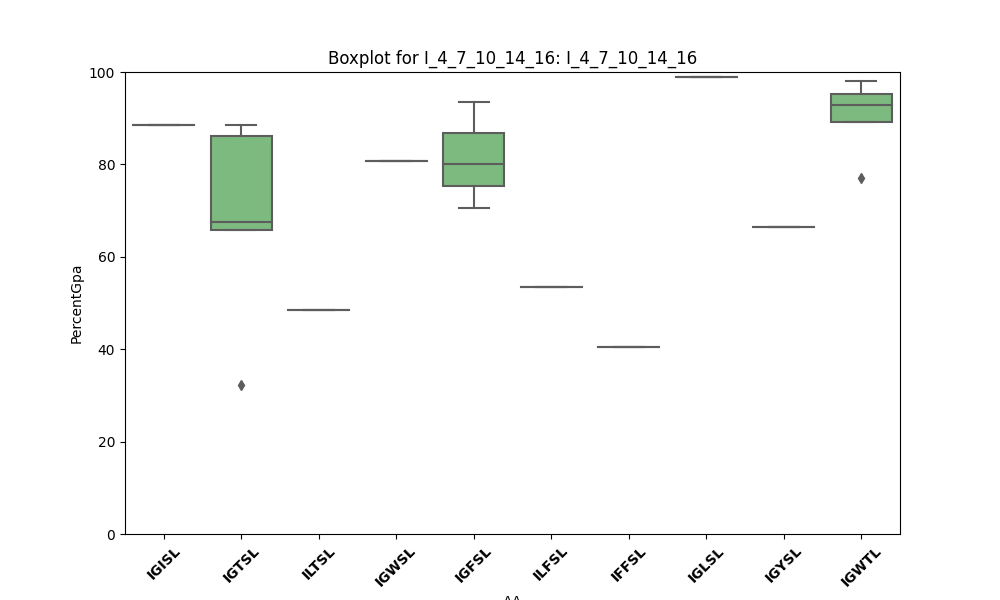 Boxplot for I_4_7_10_14_16: I_4_7_10_14_16
100
80
60
40
20
0
PercentGpa
IGISL
IGTSL
ILTSL
IGWSL
IGFSL
ILFSL
IFFSL
IGLSL
IGYSL
IGWTL
AA